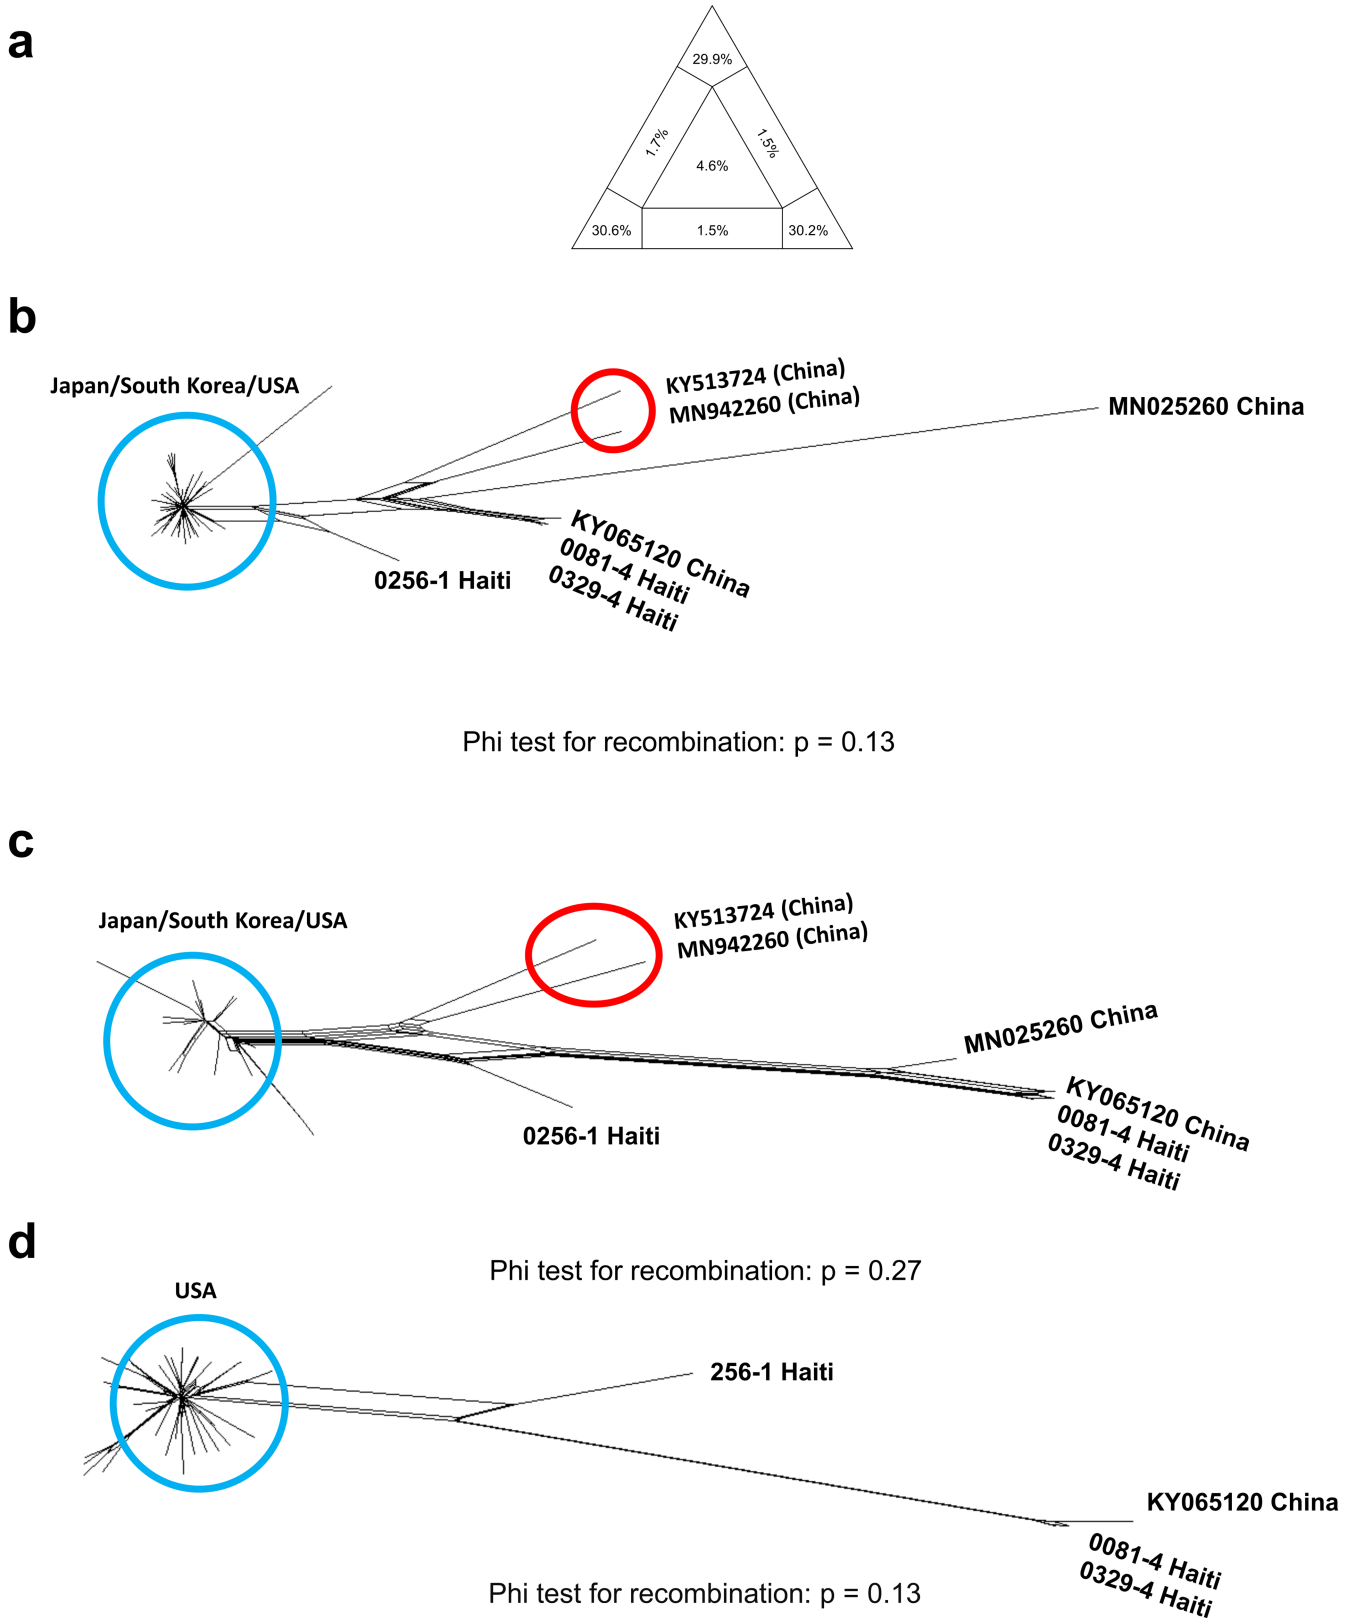 a
29.9%
1.7%
1.5%
4.6%
30.6%
1.5%
30.2%
b
Japan/South Korea/USA
KY513724 (China)
MN942260 (China)
MN025260 China
0256-1 Haiti
KY065120 China
0081-4 Haiti
0329-4 Haiti
Phi test for recombination: p = 0.13
c
Japan/South Korea/USA
KY513724 (China)
MN942260 (China)
MN025260 China
KY065120 China
0081-4 Haiti
0329-4 Haiti
0256-1 Haiti
d
Phi test for recombination: p = 0.27
USA
256-1 Haiti
KY065120 China
0081-4 Haiti
0329-4 Haiti
Phi test for recombination: p = 0.13